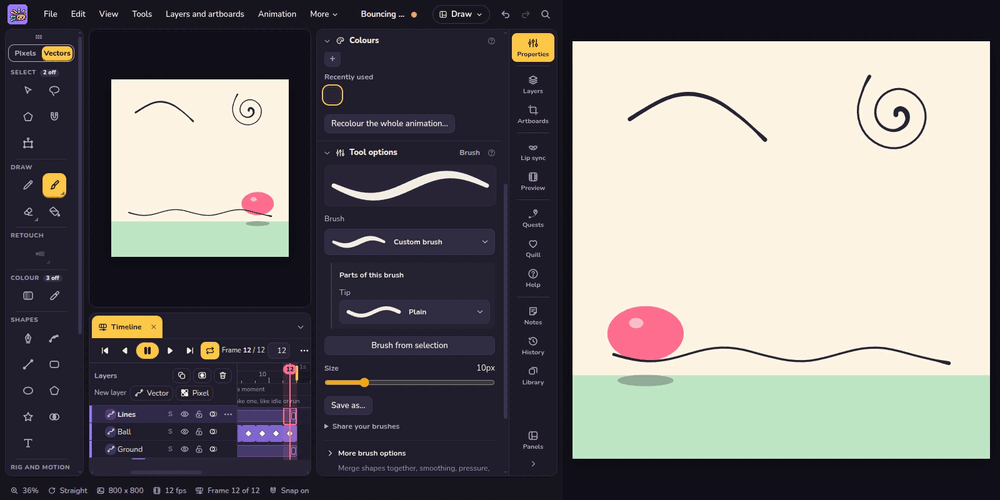 File Edit View Tools Layers and artboards Animation More Bouncing ... Draw
Pixels Vectors
SELECT 2 off
DRAW
RETOUCH
COLOUR 3 off
SHAPES
RIG AND MOTION
Timeline
Frame 12 / 12 12
Layers
New layer Vector Pixel
10
12
Lines S
Ball S
Ground S
Colours
Recently used
Recolour the whole animation...
Tool options Brush
Brush
Custom brush
Parts of this brush
Tip
Plain
Brush from selection
Size 10px
Save as...
Share your brushes
More brush options
Merge shapes together, smoothing, pressure,
Properties
Layers
Artboards
Lip sync
Preview
Quests
Quill
Help
Notes
History
Library
Panels
36% Straight 800 x 800 12 fps Frame 12 of 12 Snap on